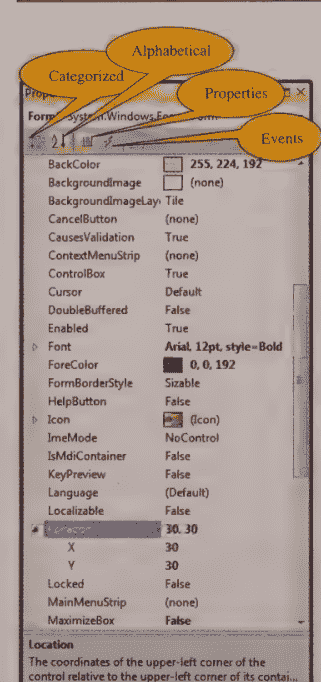 Alphabetical
Categorized
Properties
Events
BackColor 255, 224, 192
BackgroundImage (none)
BackgroundImageLay Tile
CancelButton (none)
CausesValidation True
ContextMenuStrip (none)
ControlBox True
Cursor Default
DoubleBuffered False
Enabled True
Font Arial, 12pt, style=Bold
ForeColor 0, 0, 192
FormBorderStyle Sizable
HelpButton False
Icon (Icon)
ImeMode NoControl
IsMdiContainer False
KeyPreview False
Language (Default)
Localizable False
Location 30, 30
X 30
Y 30
Locked False
MainMenuStrip (none)
MaximizeBox False
Location
The coordinates of the upper-left corner of the
control relative to the upper-left corner of its contai...